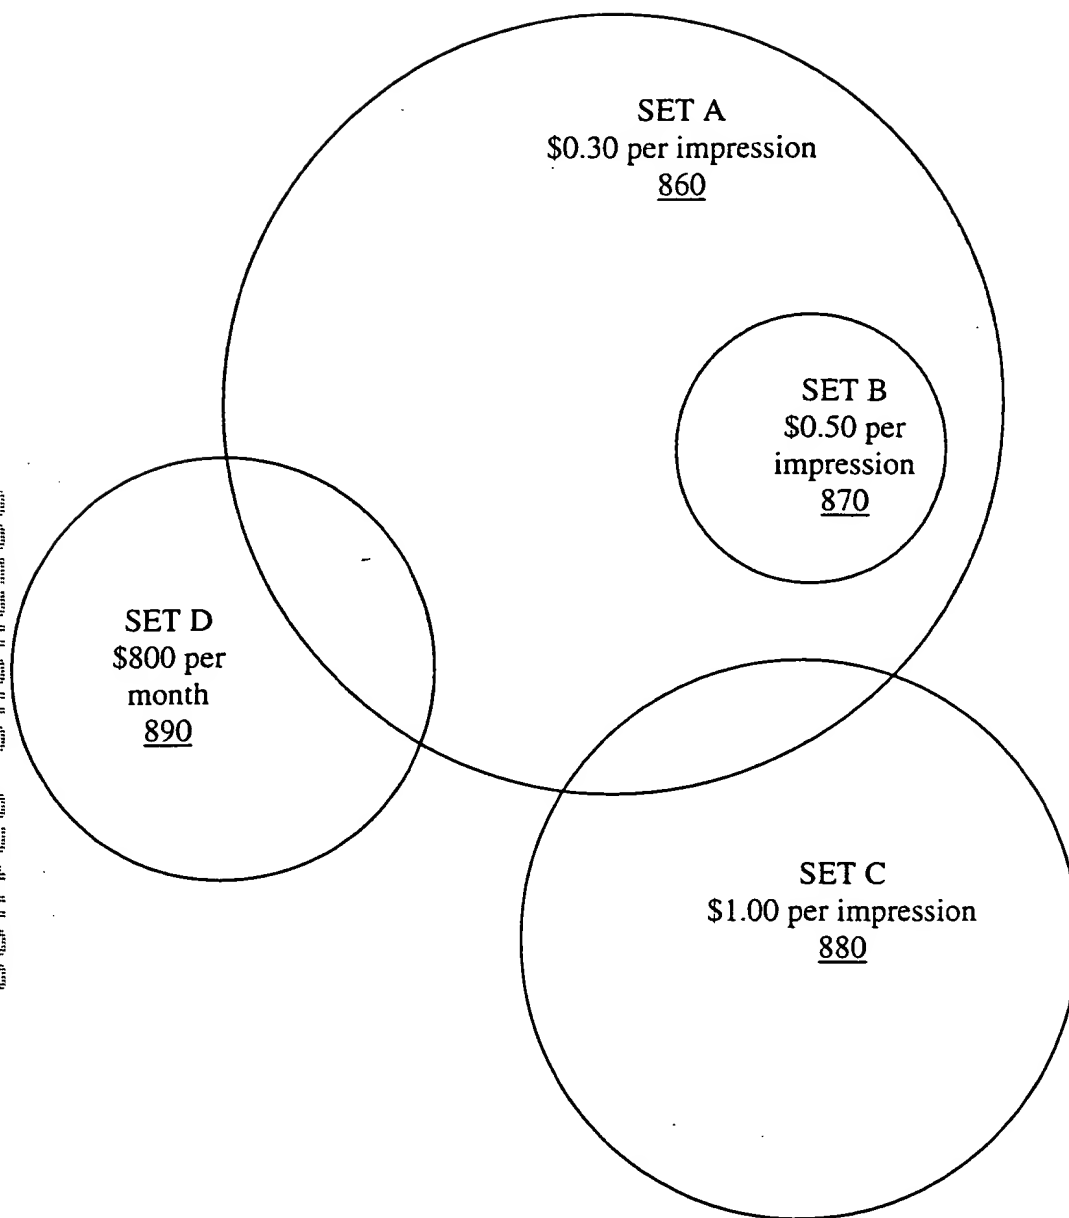 SET A
$0.30 per impression
860
SET B
$0.50 per
impression
870
SET D
$800 per
month
890
SET C
$1.00 per impression
880